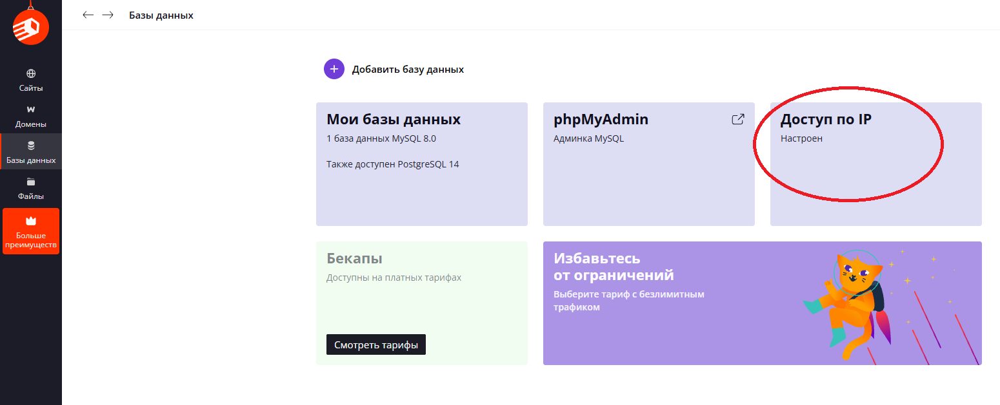 Базы данных
Сайты
Домены
Базы данных
Файлы
Больше
преимуществ
Добавить базу данных
Мои базы данных
1 база данных MySQL 8.0
Также доступен PostgreSQL 14
phpMyAdmin
Админка MySQL
Доступ по IP
Настроен
Бекапы
Доступны на платных тарифах
Смотреть тарифы
Избавьтесь
от ограничений
Выберите тариф с безлимитным
трафиком